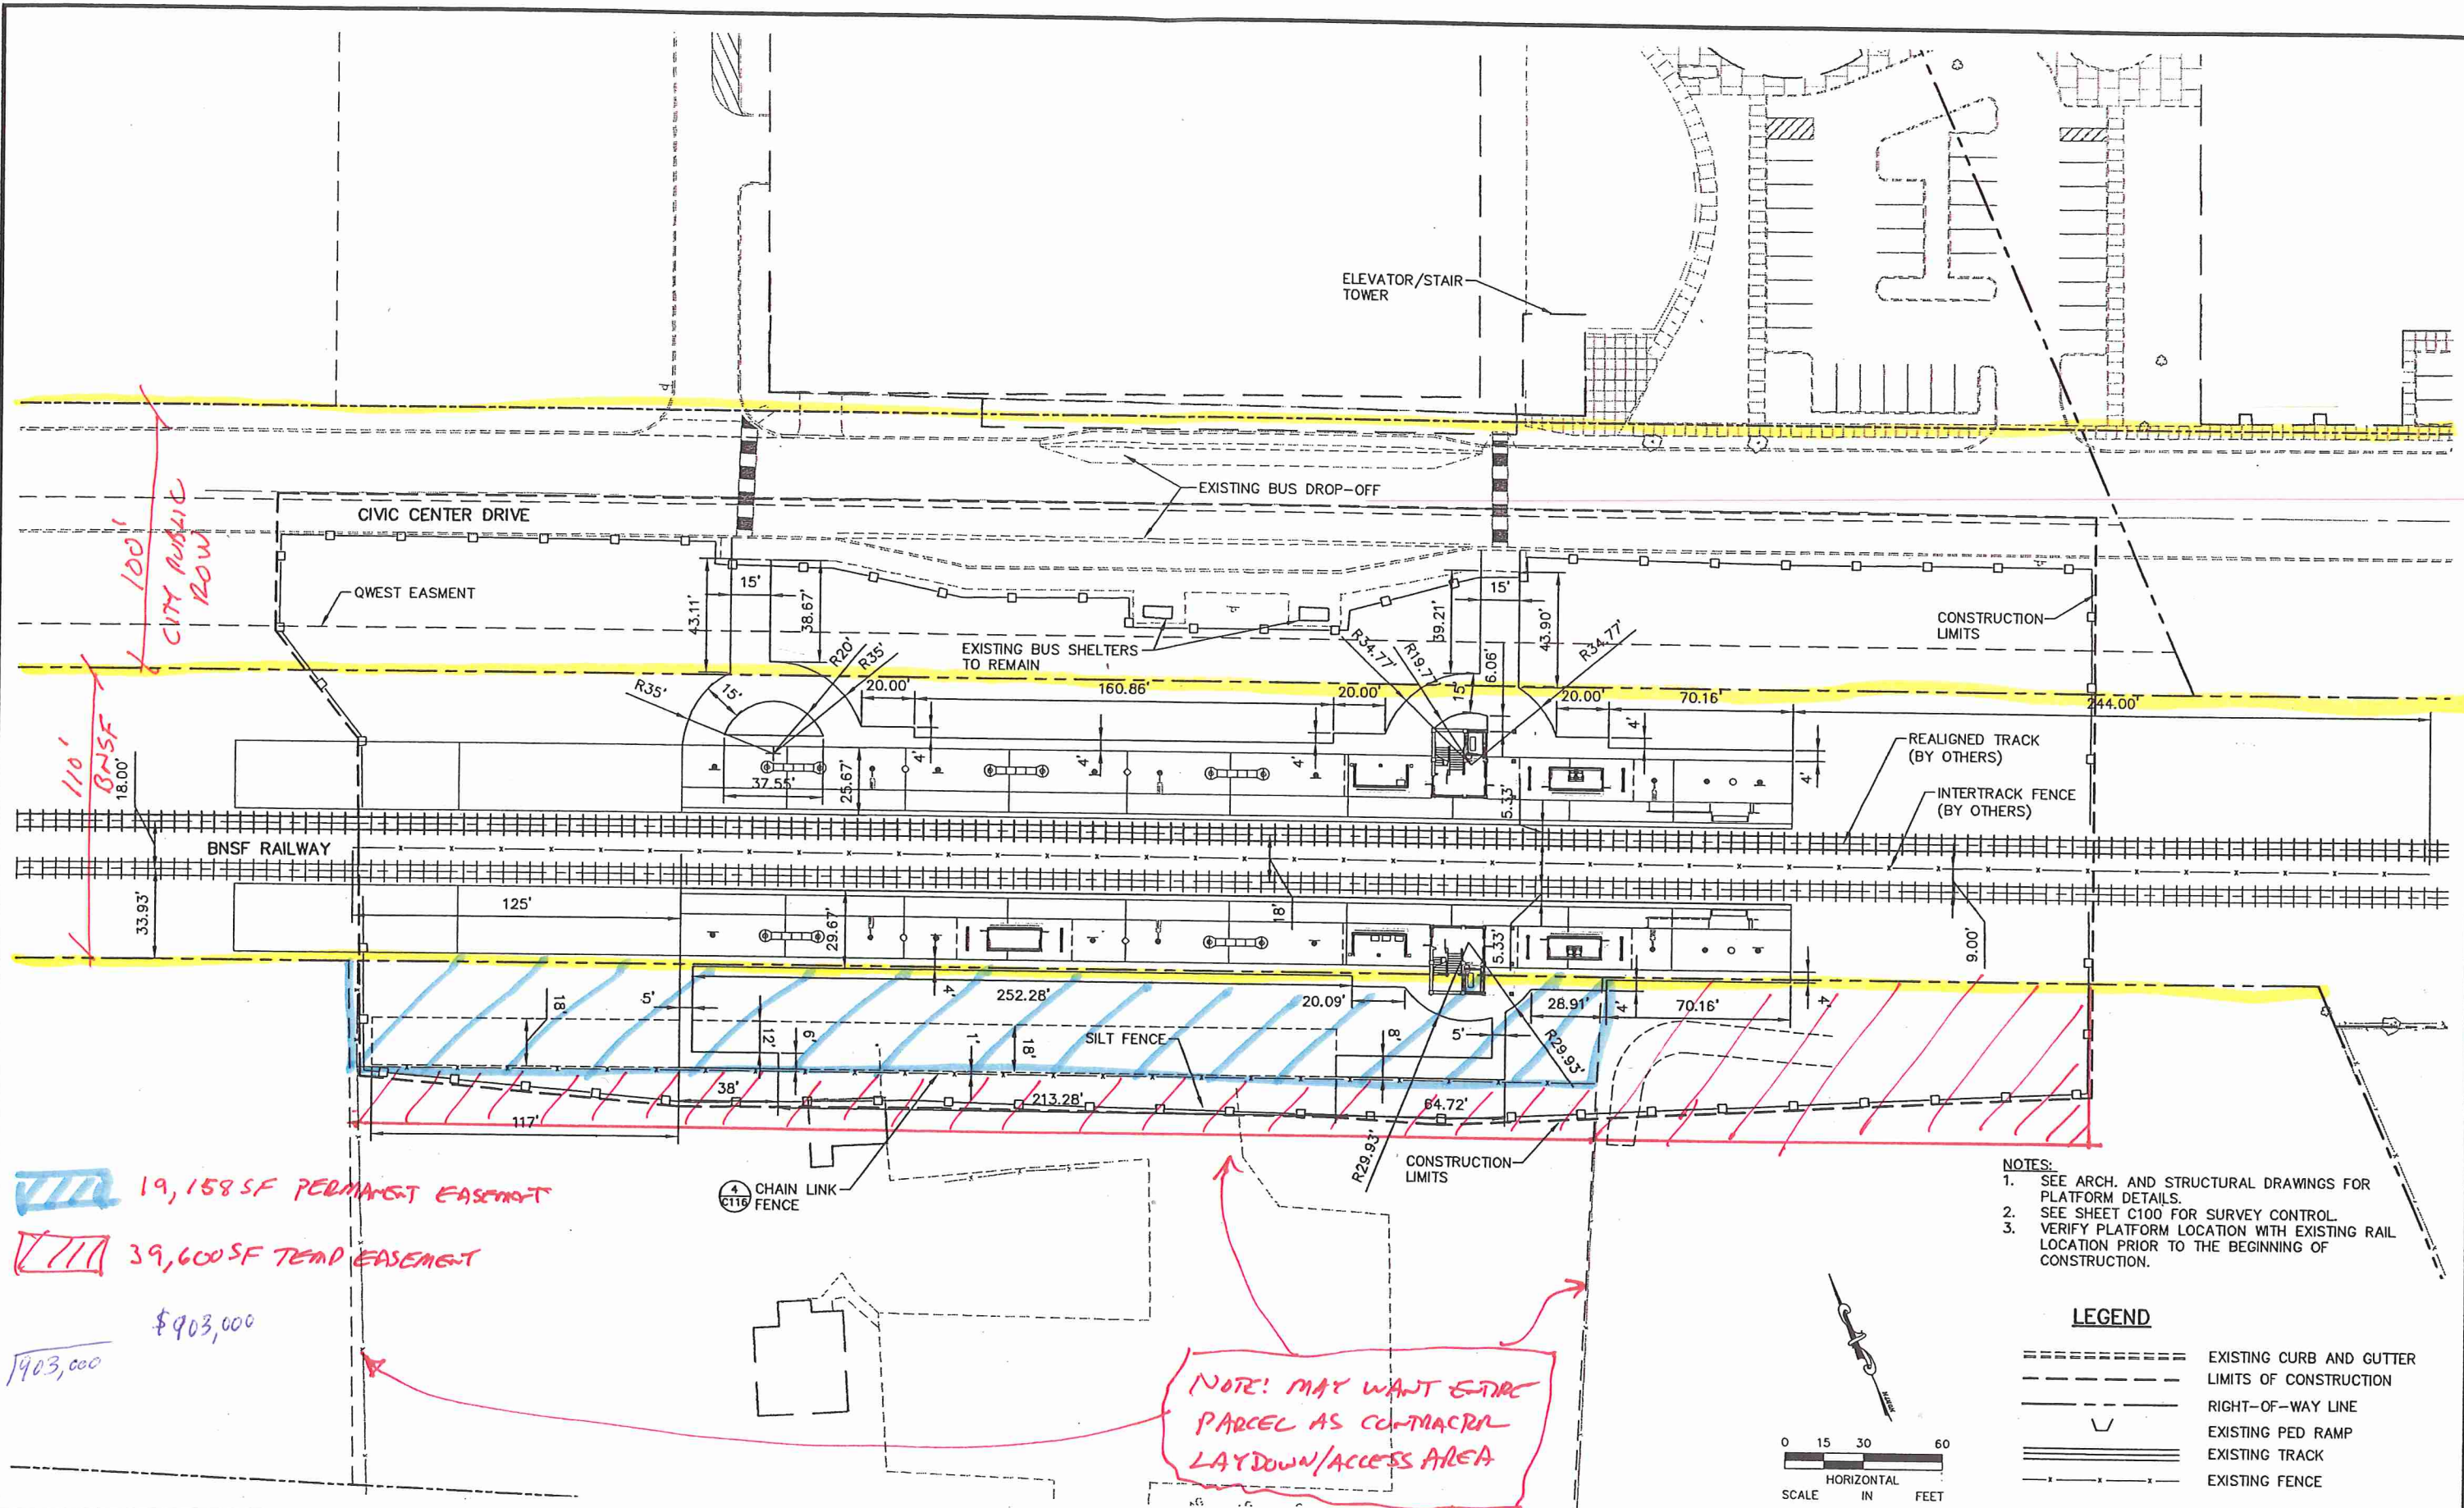 ELEVATOR/STAIR
TOWER
EXISTING BUS DROP-OFF
CIVIC CENTER DRIVE
100'
CITY PUBLIC
ROW
QWEST EASMENT
43.11'
15'
38.67'
R20'
R35'
R35'
15'
EXISTING BUS SHELTERS
TO REMAIN
39.21'
15'
43.90'
R34.77'
R19.7
15'
6.06'
R34.77'
CONSTRUCTION
LIMITS
20.00'
160.86'
20.00'
20.00'
70.16'
244.00'
110'
BNSF
18.00'
37.55'
25.67'
4'
4'
4'
4'
4'
5.33'
REALIGNED TRACK
(BY OTHERS)
INTERTRACK FENCE
(BY OTHERS)
BNSF RAILWAY
33.93'
125'
29.67'
18'
5.33'
9.00'
18'
5'
4'
252.28'
20.09'
28.91'
4'
70.16'
4'
12'
6'
1'
18'
SILT FENCE
8'
5'
R29.93'
38'
213.28'
64.72'
117'
R29.93'
CONSTRUCTION
LIMITS
4
C116
CHAIN LINK
FENCE
19,158 SF PERMANENT EASEMENT
39,600 SF TEMP EASEMENT
$903,000
903,000
NOTE! MAY WANT ENTIRE
PARCEL AS CONTRACTR
LAYDOWN/ACCESS AREA
NOTES:
1. SEE ARCH. AND STRUCTURAL DRAWINGS FOR
PLATFORM DETAILS.
2. SEE SHEET C100 FOR SURVEY CONTROL.
3. VERIFY PLATFORM LOCATION WITH EXISTING RAIL
LOCATION PRIOR TO THE BEGINNING OF
CONSTRUCTION.
NORTH
0 15 30 60
HORIZONTAL
SCALE IN FEET
LEGEND
EXISTING CURB AND GUTTER
LIMITS OF CONSTRUCTION
RIGHT-OF-WAY LINE
EXISTING PED RAMP
EXISTING TRACK
EXISTING FENCE